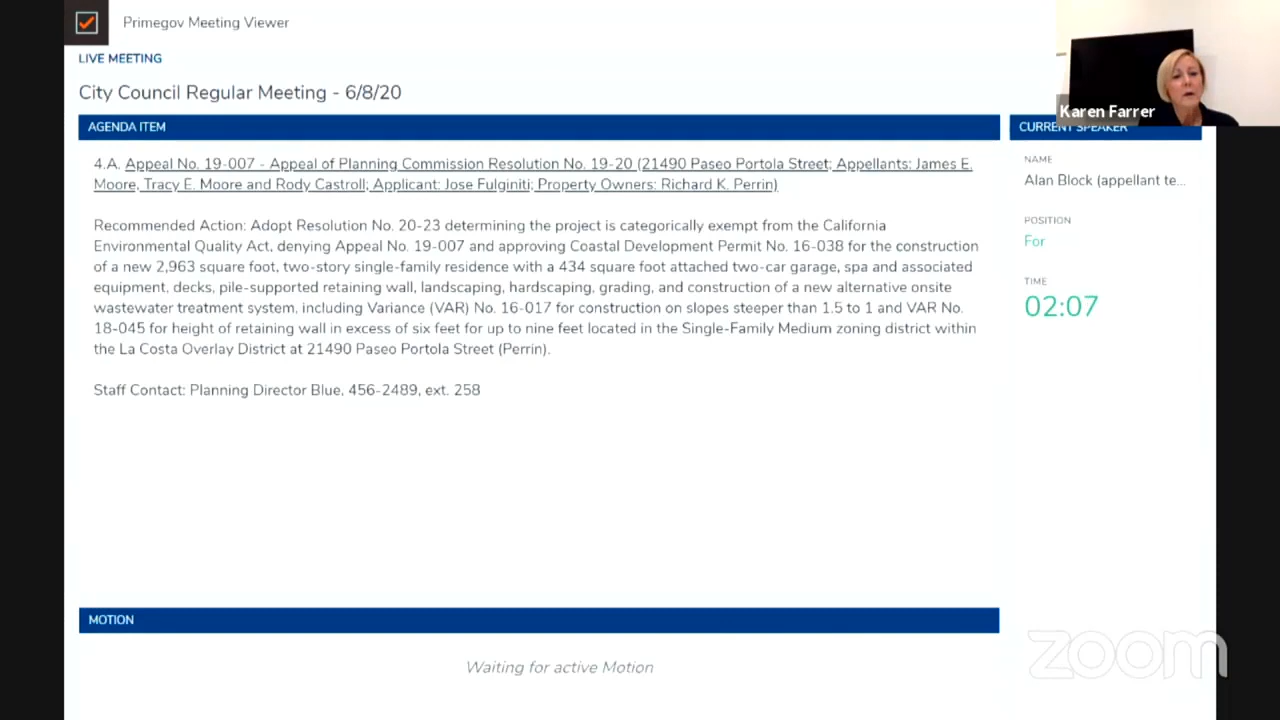 Primegov Meeting Viewer
LIVE MEETING
City Council Regular Meeting - 6/8/20
Karen Farrer
AGENDA ITEM
4.A. Appeal No. 19-007 - Appeal of Planning Commission Resolution No. 19-20 (21490 Paseo Portola Street; Appellants: James E.
Moore, Tracy E. Moore and Rody Castroll; Applicant: Jose Fulginiti; Property Owners: Richard K. Perrin)
Recommended Action: Adopt Resolution No. 20-23 determining the project is categorically exempt from the California
Environmental Quality Act, denying Appeal No. 19-007 and approving Coastal Development Permit No. 16-038 for the construction
of a new 2,963 square foot, two-story single-family residence with a 434 square foot attached two-car garage, spa and associated
equipment, decks, pile-supported retaining wall, landscaping, hardscaping, grading, and construction of a new alternative onsite
wastewater treatment system, including Variance (VAR) No. 16-017 for construction on slopes steeper than 1.5 to 1 and VAR No.
18-045 for height of retaining wall in excess of six feet for up to nine feet located in the Single-Family Medium zoning district within
the La Costa Overlay District at 21490 Paseo Portola Street (Perrin).
Staff Contact: Planning Director Blue, 456-2489, ext. 258
CURRENT SPEAKER
NAME
Alan Block (appellant te...
POSITION
For
TIME
02:07
MOTION
Waiting for active Motion
zoom